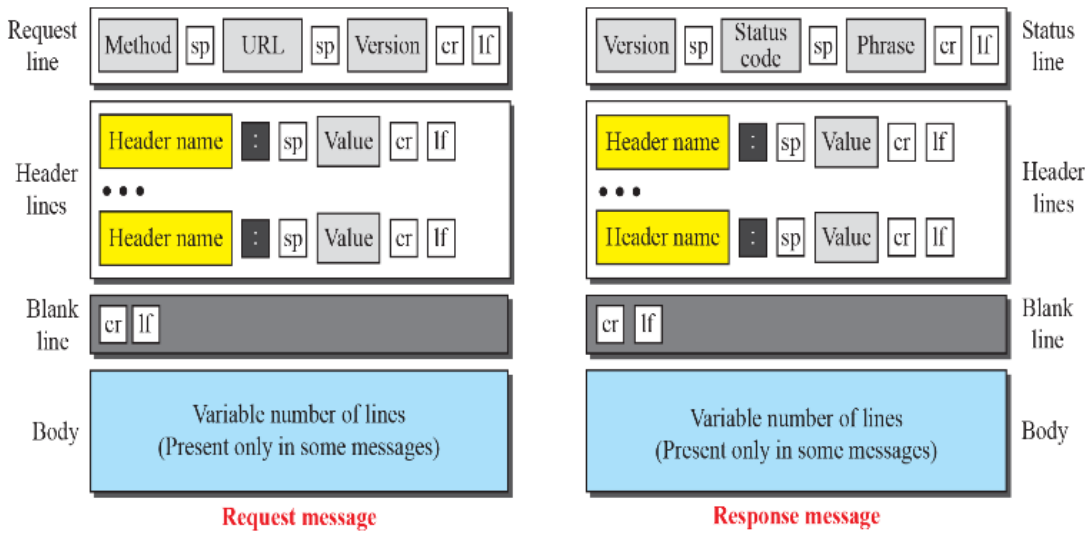 Request line
Method sp URL sp Version cr lf
Header lines
Header name : sp Value cr lf
• • •
Header name : sp Value cr lf
Blank line
cr lf
Body
Variable number of lines
(Present only in some messages)
Request message
Version sp Status code sp Phrase cr lf
Status line
Header name : sp Value cr lf
• • •
Header name : sp Value cr lf
Header lines
cr lf
Blank line
Variable number of lines
(Present only in some messages)
Body
Response message